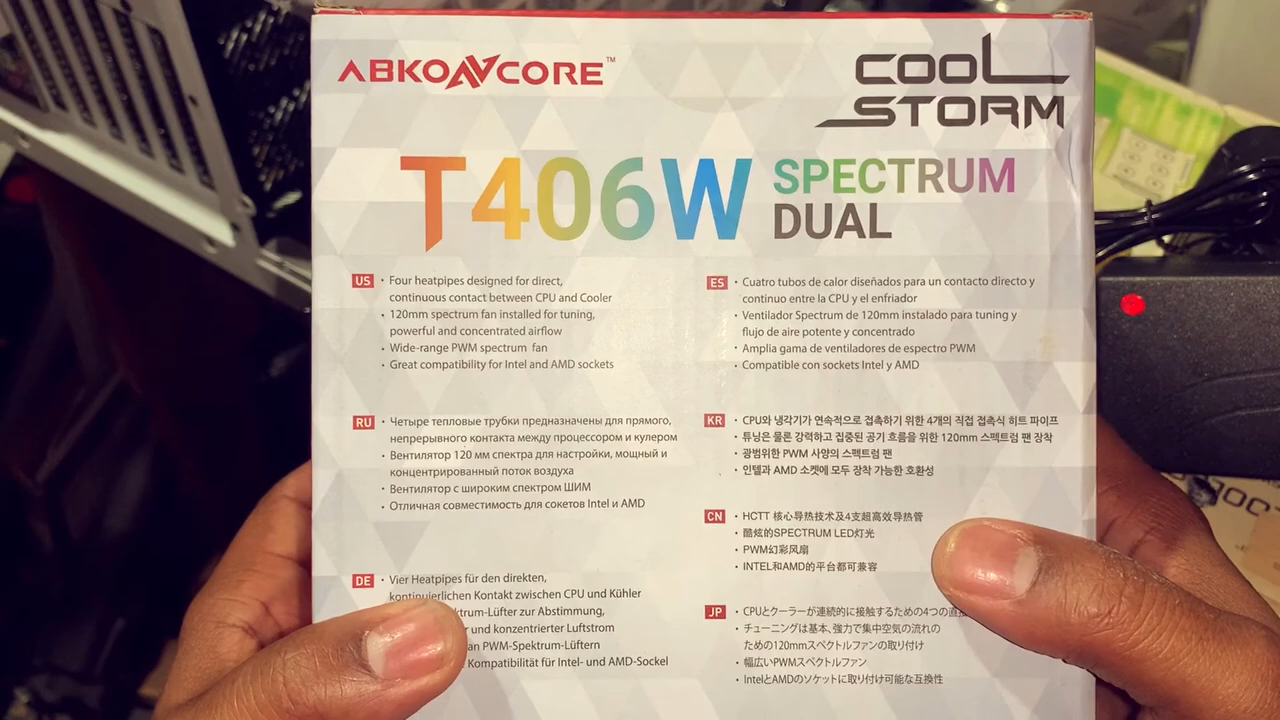 ABKONCORE™
COOL
STORM
T406W SPECTRUM
DUAL
US
• Four heatpipes designed for direct,
continuous contact between CPU and Cooler
• 120mm spectrum fan installed for tuning,
powerful and concentrated airflow
• Wide-range PWM spectrum fan
• Great compatibility for Intel and AMD sockets
ES
• Cuatro tubos de calor diseñados para un contacto directo y
continuo entre la CPU y el enfriador
• Ventilador Spectrum de 120mm instalado para tuning y
flujo de aire potente y concentrado
• Amplia gama de ventiladores de espectro PWM
• Compatible con sockets Intel y AMD
RU
• Четыре тепловые трубки предназначены для прямого,
непрерывного контакта между процессором и кулером
• Вентилятор 120 мм спектра для настройки, мощный и
концентрированный поток воздуха
• Вентилятор с широким спектром ШИМ
• Отличная совместимость для сокетов Intel и AMD
KR
• CPU와 냉각기가 연속적으로 접촉하기 위한 4개의 직접 접촉식 히트 파이프
• 튜닝은 물론 강력하고 집중된 공기 흐름을 위한 120mm 스펙트럼 팬 장착
• 광범위한 PWM 사양의 스펙트럼 팬
• 인텔과 AMD 소켓에 모두 장착 가능한 호환성
CN
• HCTT 核心导热技术及4支超高效导热管
• 酷炫的SPECTRUM LED灯光
• PWM幻彩风扇
• INTEL和AMD的平台都可兼容
DE
• Vier Heatpipes für den direkten,
kontinuierlichen Kontakt zwischen CPU und Kühler
ktrum-Lüfter zur Abstimmung,
und konzentrierter Luftstrom
an PWM-Spektrum-Lüftern
Kompatibilität für Intel- und AMD-Sockel
JP
• CPUとクーラーが連続的に接触するための4つの直接
• チューニングは基本、強力で集中空気の流れの
ための120mmスペクトルファンの取り付け
• 幅広いPWMスペクトルファン
• IntelとAMDのソケットに取り付け可能な互換性